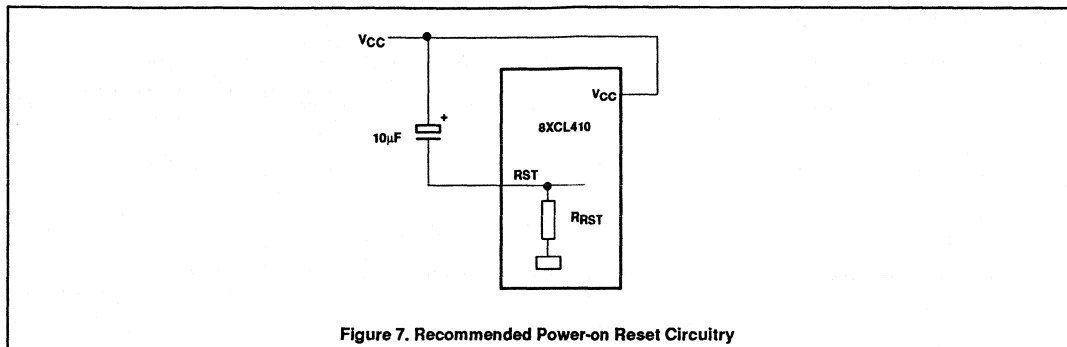 VCC
VCC
8XCL410
+
10μF
RST
RRST
Figure 7. Recommended Power-on Reset Circuitry